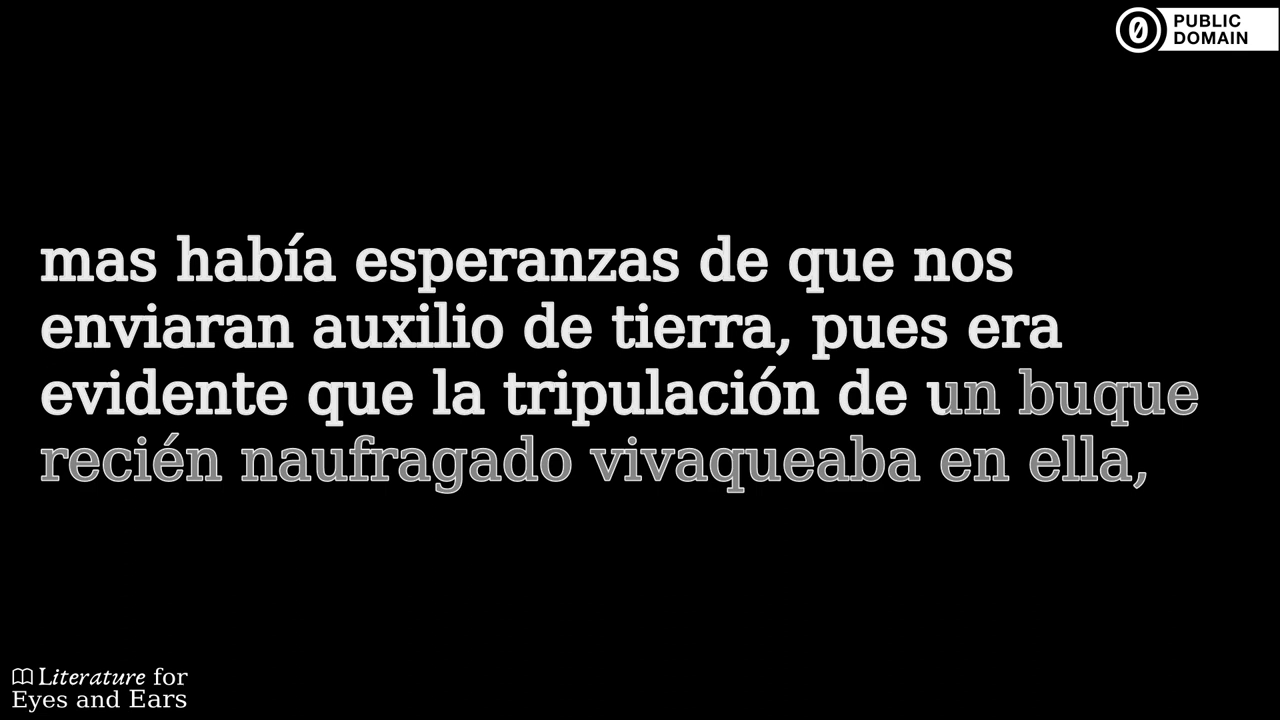 PUBLIC
DOMAIN
mas había esperanzas de que nos
enviaran auxilio de tierra, pues era
evidente que la tripulación de un buque
recién naufragado vivaqueaba en ella,
Literature for
Eyes and Ears